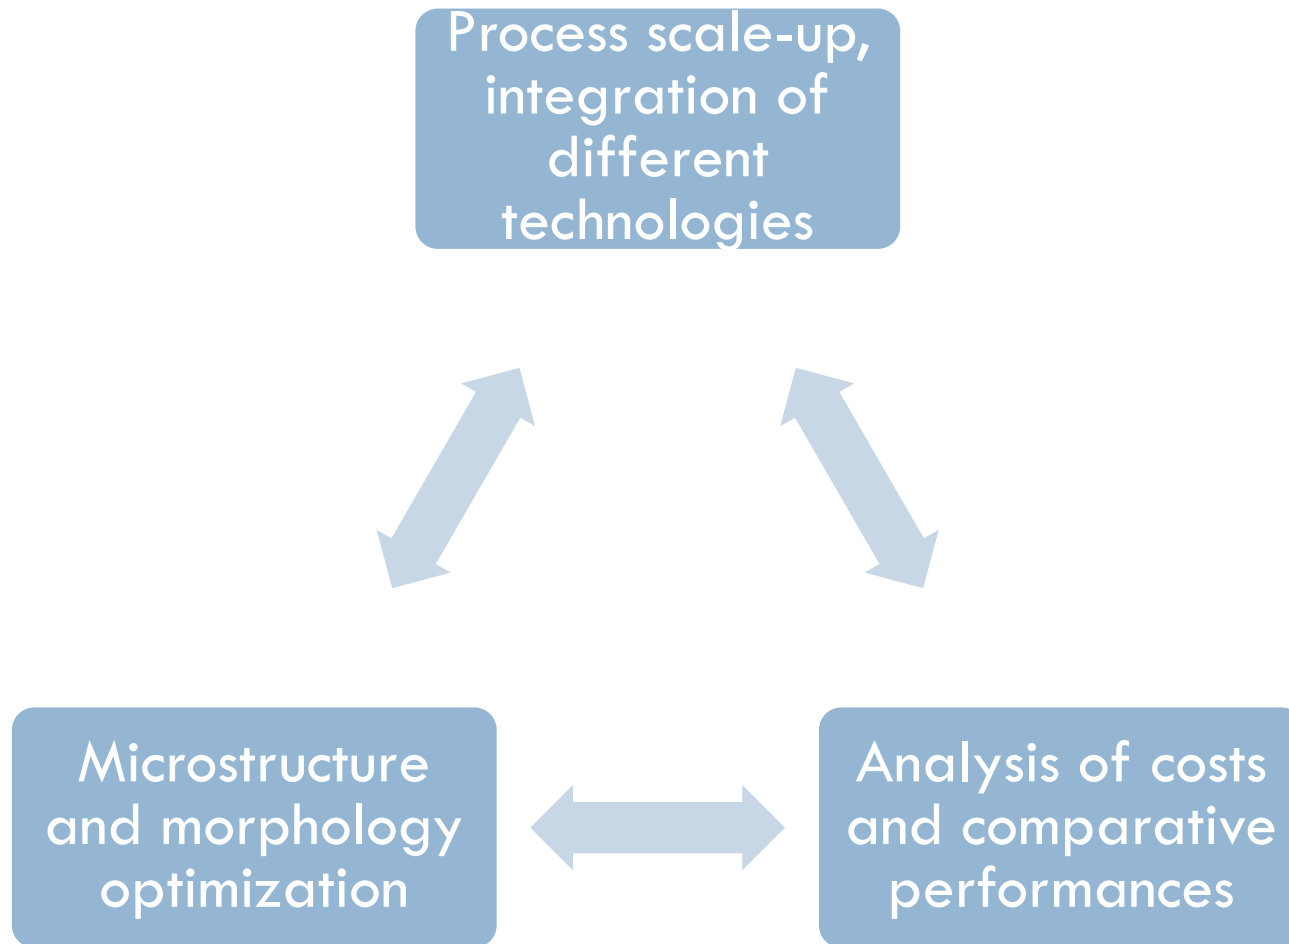 Process scale-up,
integration of
different
technologies
Microstructure
and morphology
optimization
Analysis of costs
and comparative
performances